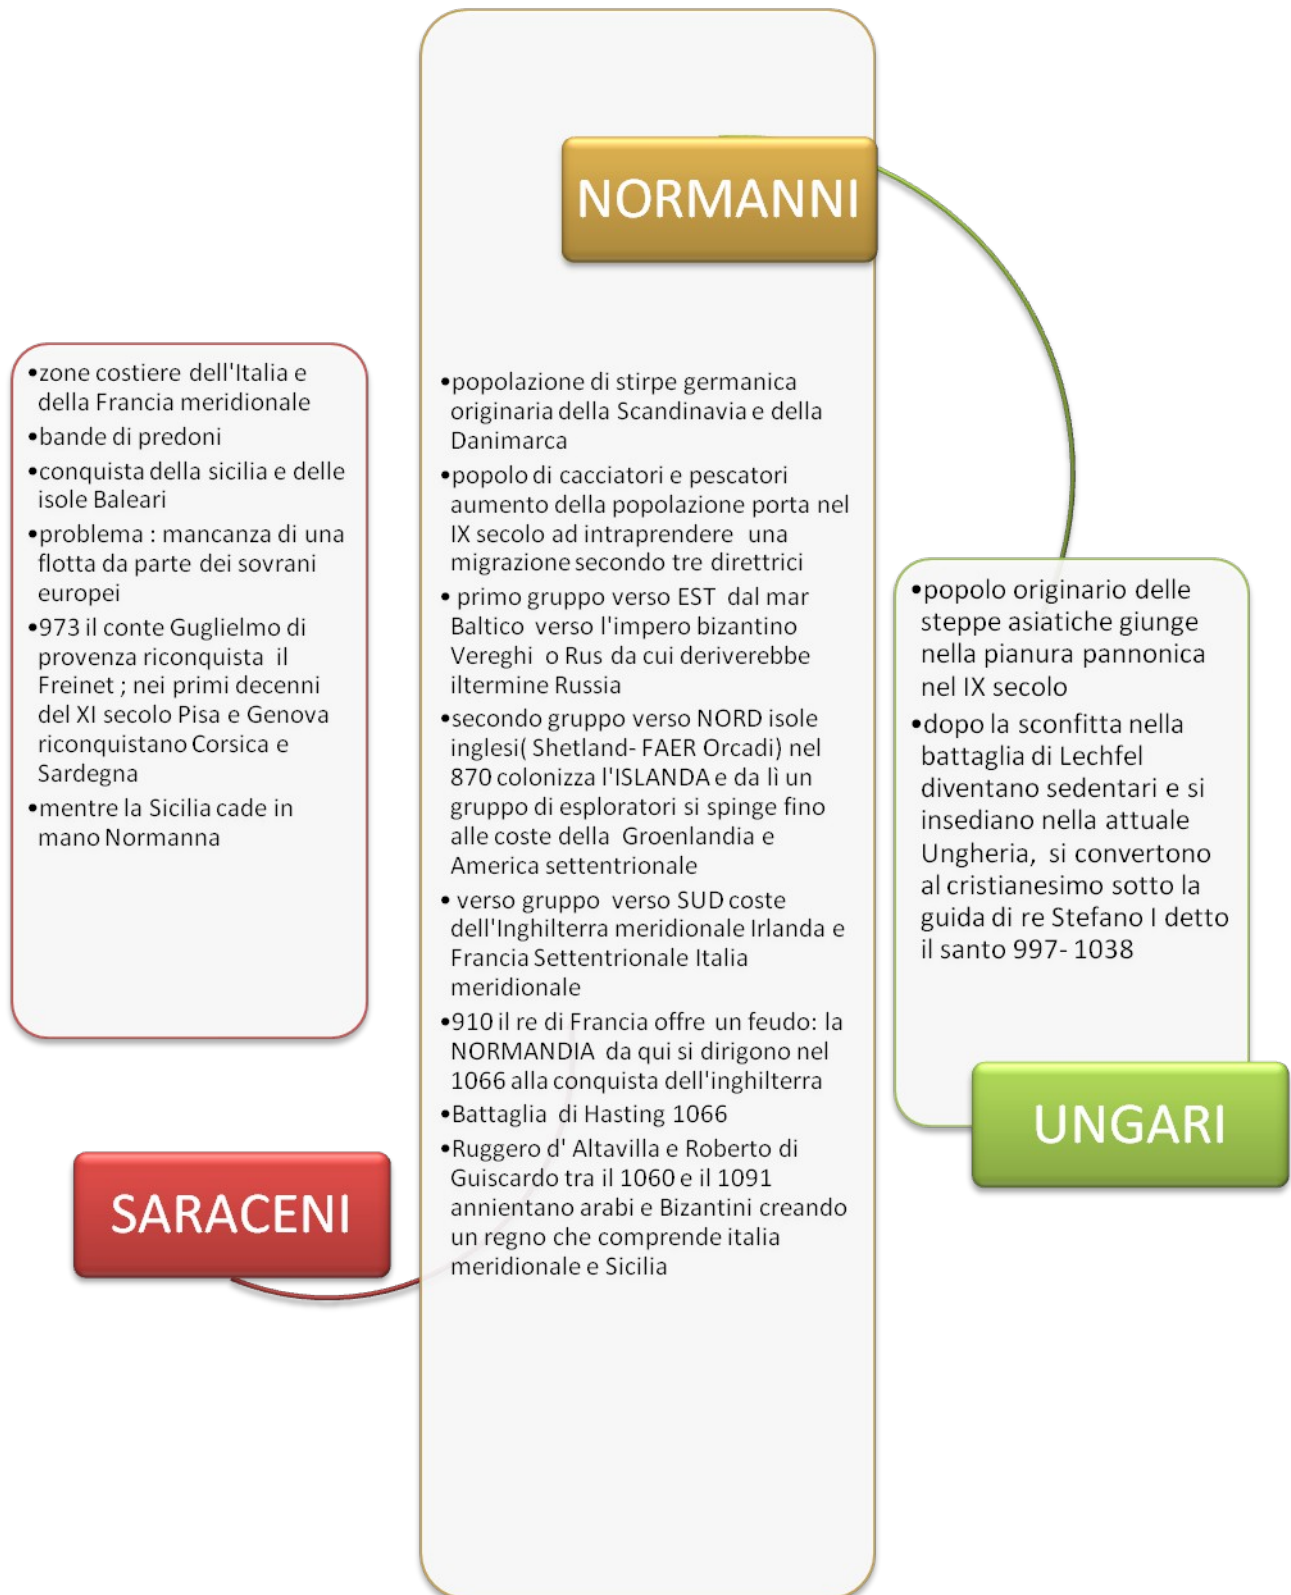 NORMANNI
•zone costiere dell'Italia e
della Francia meridionale
•bande di predoni
•conquista della sicilia e delle
isole Baleari
•problema : mancanza di una
flotta da parte dei sovrani
europei
•973 il conte Guglielmo di
provenza riconquista il
Freinet ; nei primi decenni
del XI secolo Pisa e Genova
riconquistano Corsica e
Sardegna
•mentre la Sicilia cade in
mano Normanna
SARACENI
•popolazione di stirpe germanica
originaria della Scandinavia e della
Danimarca
•popolo di cacciatori e pescatori
aumento della popolazione porta nel
IX secolo ad intraprendere una
migrazione secondo tre direttrici
• primo gruppo verso EST dal mar
Baltico verso l'impero bizantino
Vereghi o Rus da cui deriverebbe
iltermine Russia
•secondo gruppo verso NORD isole
inglesi( Shetland- FAER Orcadi) nel
870 colonizza l'ISLANDA e da lì un
gruppo di esploratori si spinge fino
alle coste della Groenlandia e
America settentrionale
• verso gruppo verso SUD coste
dell'Inghilterra meridionale Irlanda e
Francia Settentrionale Italia
meridionale
•910 il re di Francia offre un feudo: la
NORMANDIA da qui si dirigono nel
1066 alla conquista dell'inghilterra
•Battaglia di Hasting 1066
•Ruggero d' Altavilla e Roberto di
Guiscardo tra il 1060 e il 1091
annientano arabi e Bizantini creando
un regno che comprende italia
meridionale e Sicilia
•popolo originario delle
steppe asiatiche giunge
nella pianura pannonica
nel IX secolo
•dopo la sconfitta nella
battaglia di Lechfel
diventano sedentari e si
insediano nella attuale
Ungheria, si convertono
al cristianesimo sotto la
guida di re Stefano I detto
il santo 997- 1038
UNGARI